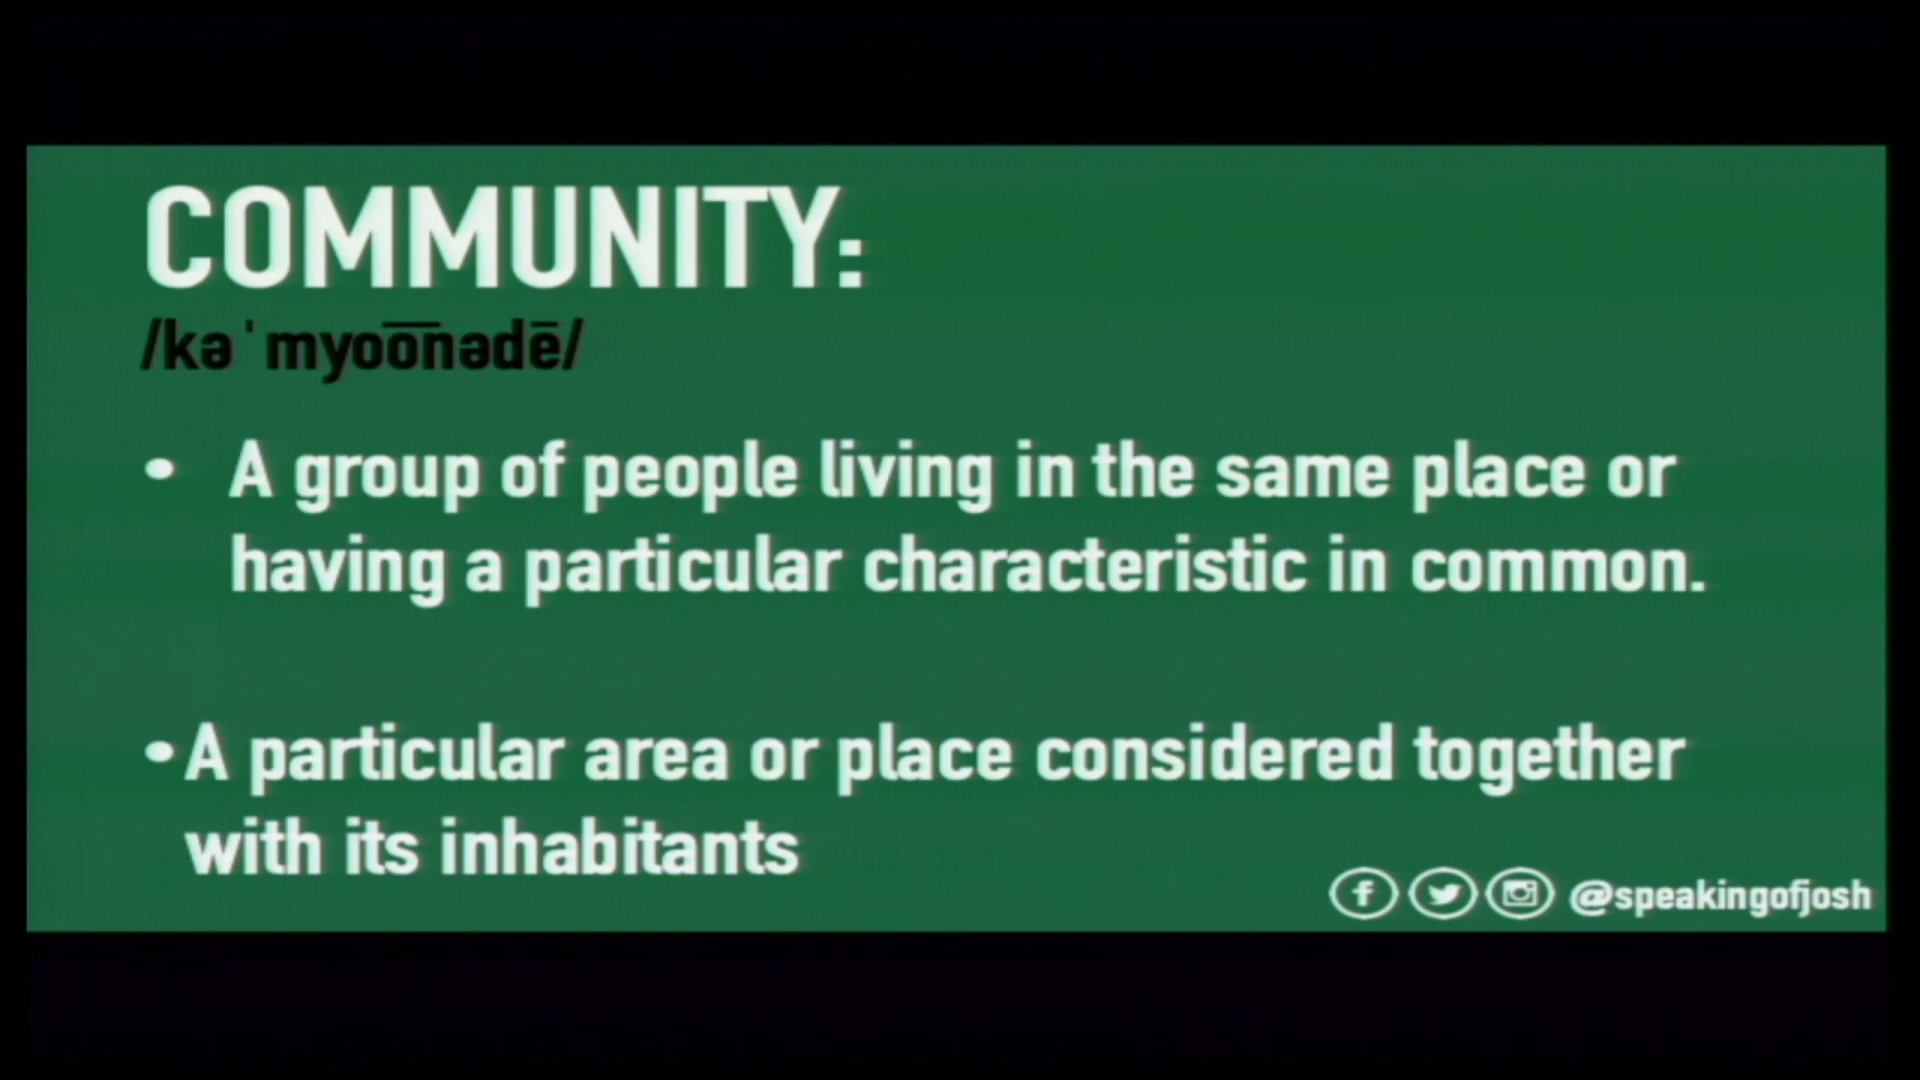 COMMUNITY:
/kəˈmyo͞onədē/
• A group of people living in the same place or
having a particular characteristic in common.
• A particular area or place considered together
with its inhabitants
@speakingofjosh